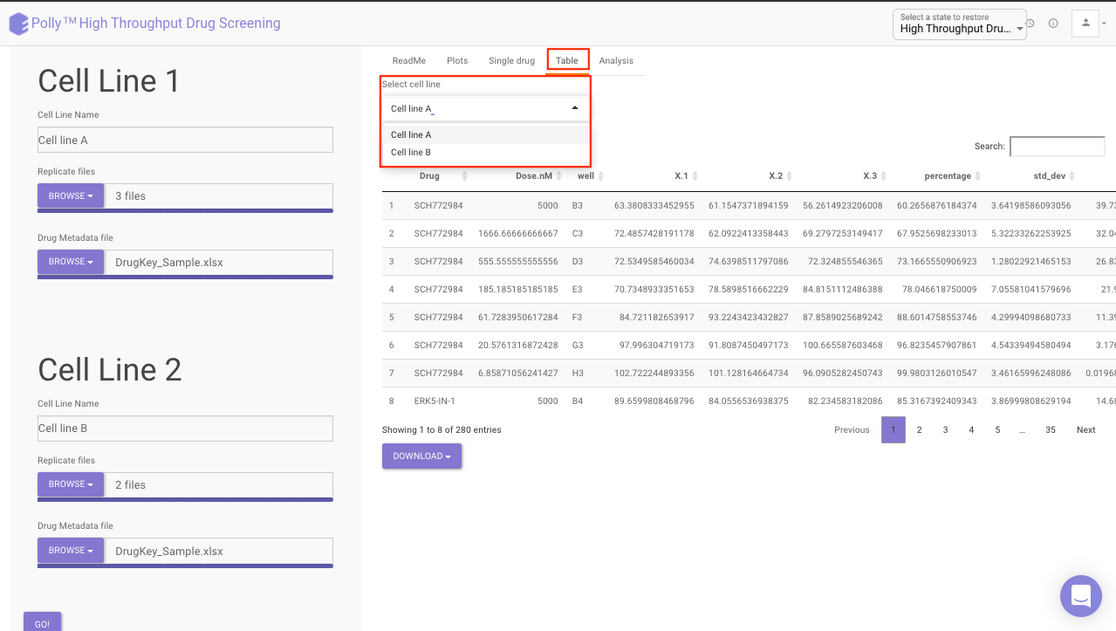 Polly™High Throughput Drug Screening
Select a state to restore
High Throughput Dru...
Cell Line 1
Cell Line Name
Cell line A
Replicate files
BROWSE 3 files
Drug Metadata file
BROWSE DrugKey_Sample.xlsx
Cell Line 2
Cell Line Name
Cell line B
Replicate files
BROWSE 2 files
Drug Metadata file
BROWSE DrugKey_Sample.xlsx
GO!
ReadMe Plots Single drug Table Analysis
Select cell line
Cell line A
Cell line A
Cell line B
Search:
Drug Dose.nM well X.1 X.2 X.3 percentage std_dev
1 SCH772984 5000 B3 63.3808333452955 61.1547371894159 56.2614923206008 60.2656876184374 3.64198586093056 39.73
2 SCH772984 1666.66666666667 C3 72.4857428191178 62.0922413358443 69.2797253149417 67.9525698233013 5.32233262253925 32.04
3 SCH772984 555.555555555556 D3 72.5349585460034 74.6398511797086 72.324855546365 73.1665550906923 1.28022921465153 26.83
4 SCH772984 185.185185185185 E3 70.7348933351653 78.5898516662229 84.8151112486388 78.046618750009 7.05581041579696 21.9
5 SCH772984 61.7283950617284 F3 84.721182653917 93.2243423432827 87.8589025689242 88.6014758553746 4.29994098680733 11.39
6 SCH772984 20.5761316872428 G3 97.996304719173 91.8087450497173 100.665587603468 96.8235457907861 4.54339494580494 3.176
7 SCH772984 6.85871056241427 H3 102.722244893356 101.128164664734 96.0905282450743 99.9803126010547 3.46165996248086 0.0196
8 ERK5-IN-1 5000 B4 89.6599808468796 84.0556536938375 82.234583182086 85.3167392409343 3.86999808629194 14.68
Showing 1 to 8 of 280 entries
Previous 1 2 3 4 5 ... 35 Next
DOWNLOAD